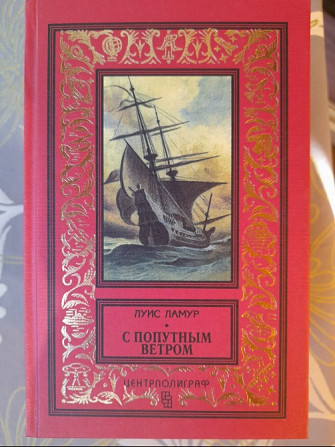 ЛУИС ЛАМУР
С ПОПУТНЫМ
ВЕТРОМ
ЦЕНТРПОЛИГРАФ